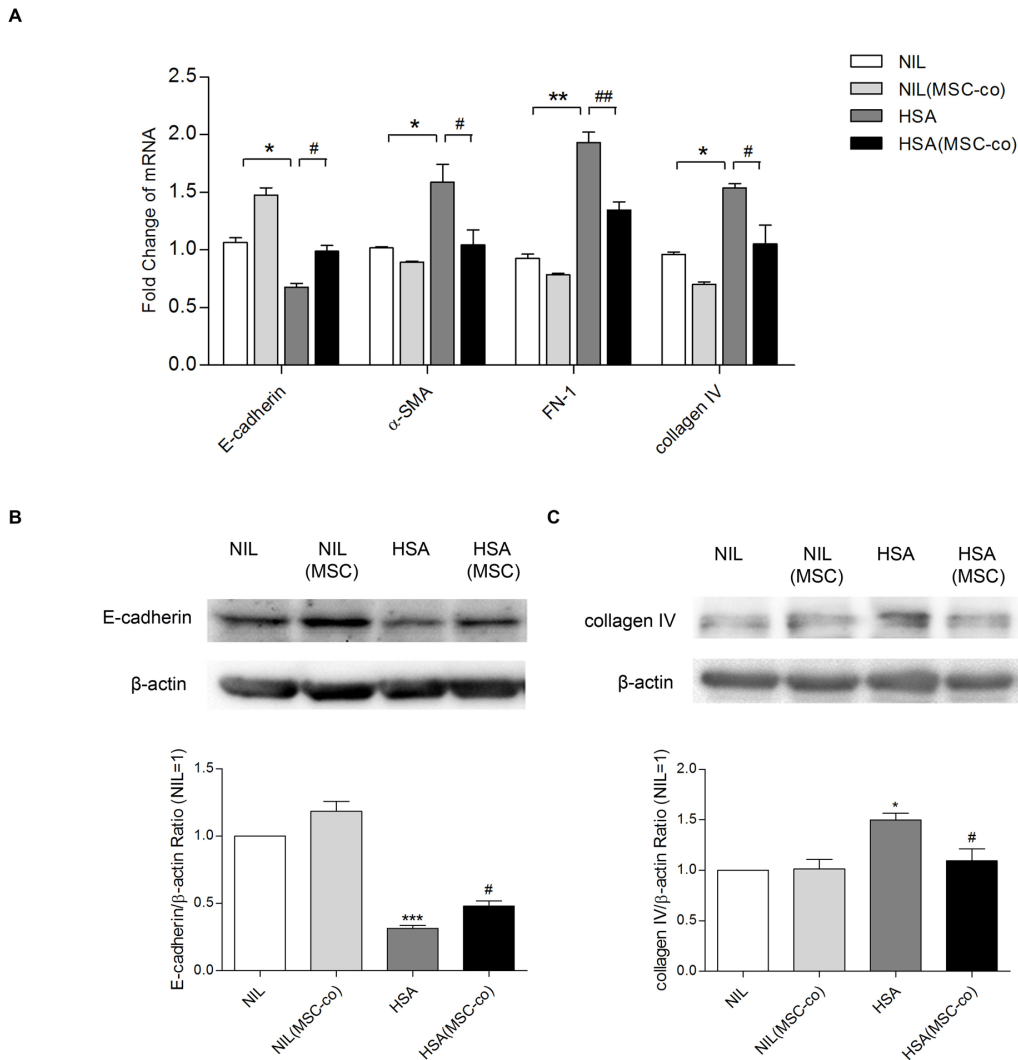 A
NIL
NIL(MSC-co)
HSA
HSA(MSC-co)
Fold Change of mRNA
2.5
2.0
1.5
1.0
0.5
0.0
* #
* #
** ##
* #
E-cadherin
α-SMA
FN-1
collagen IV
B
NIL
NIL
(MSC)
HSA
HSA
(MSC)
E-cadherin
β-actin
E-cadherin/β-actin Ratio (NIL=1)
1.5
1.0
0.5
0.0
***
#
NIL
NIL(MSC-co)
HSA
HSA(MSC-co)
C
NIL
NIL
(MSC)
HSA
HSA
(MSC)
collagen IV
β-actin
collagen IV/β-actin Ratio (NIL=1)
2.0
1.5
1.0
0.5
0.0
*
#
NIL
NIL(MSC-co)
HSA
HSA(MSC-co)